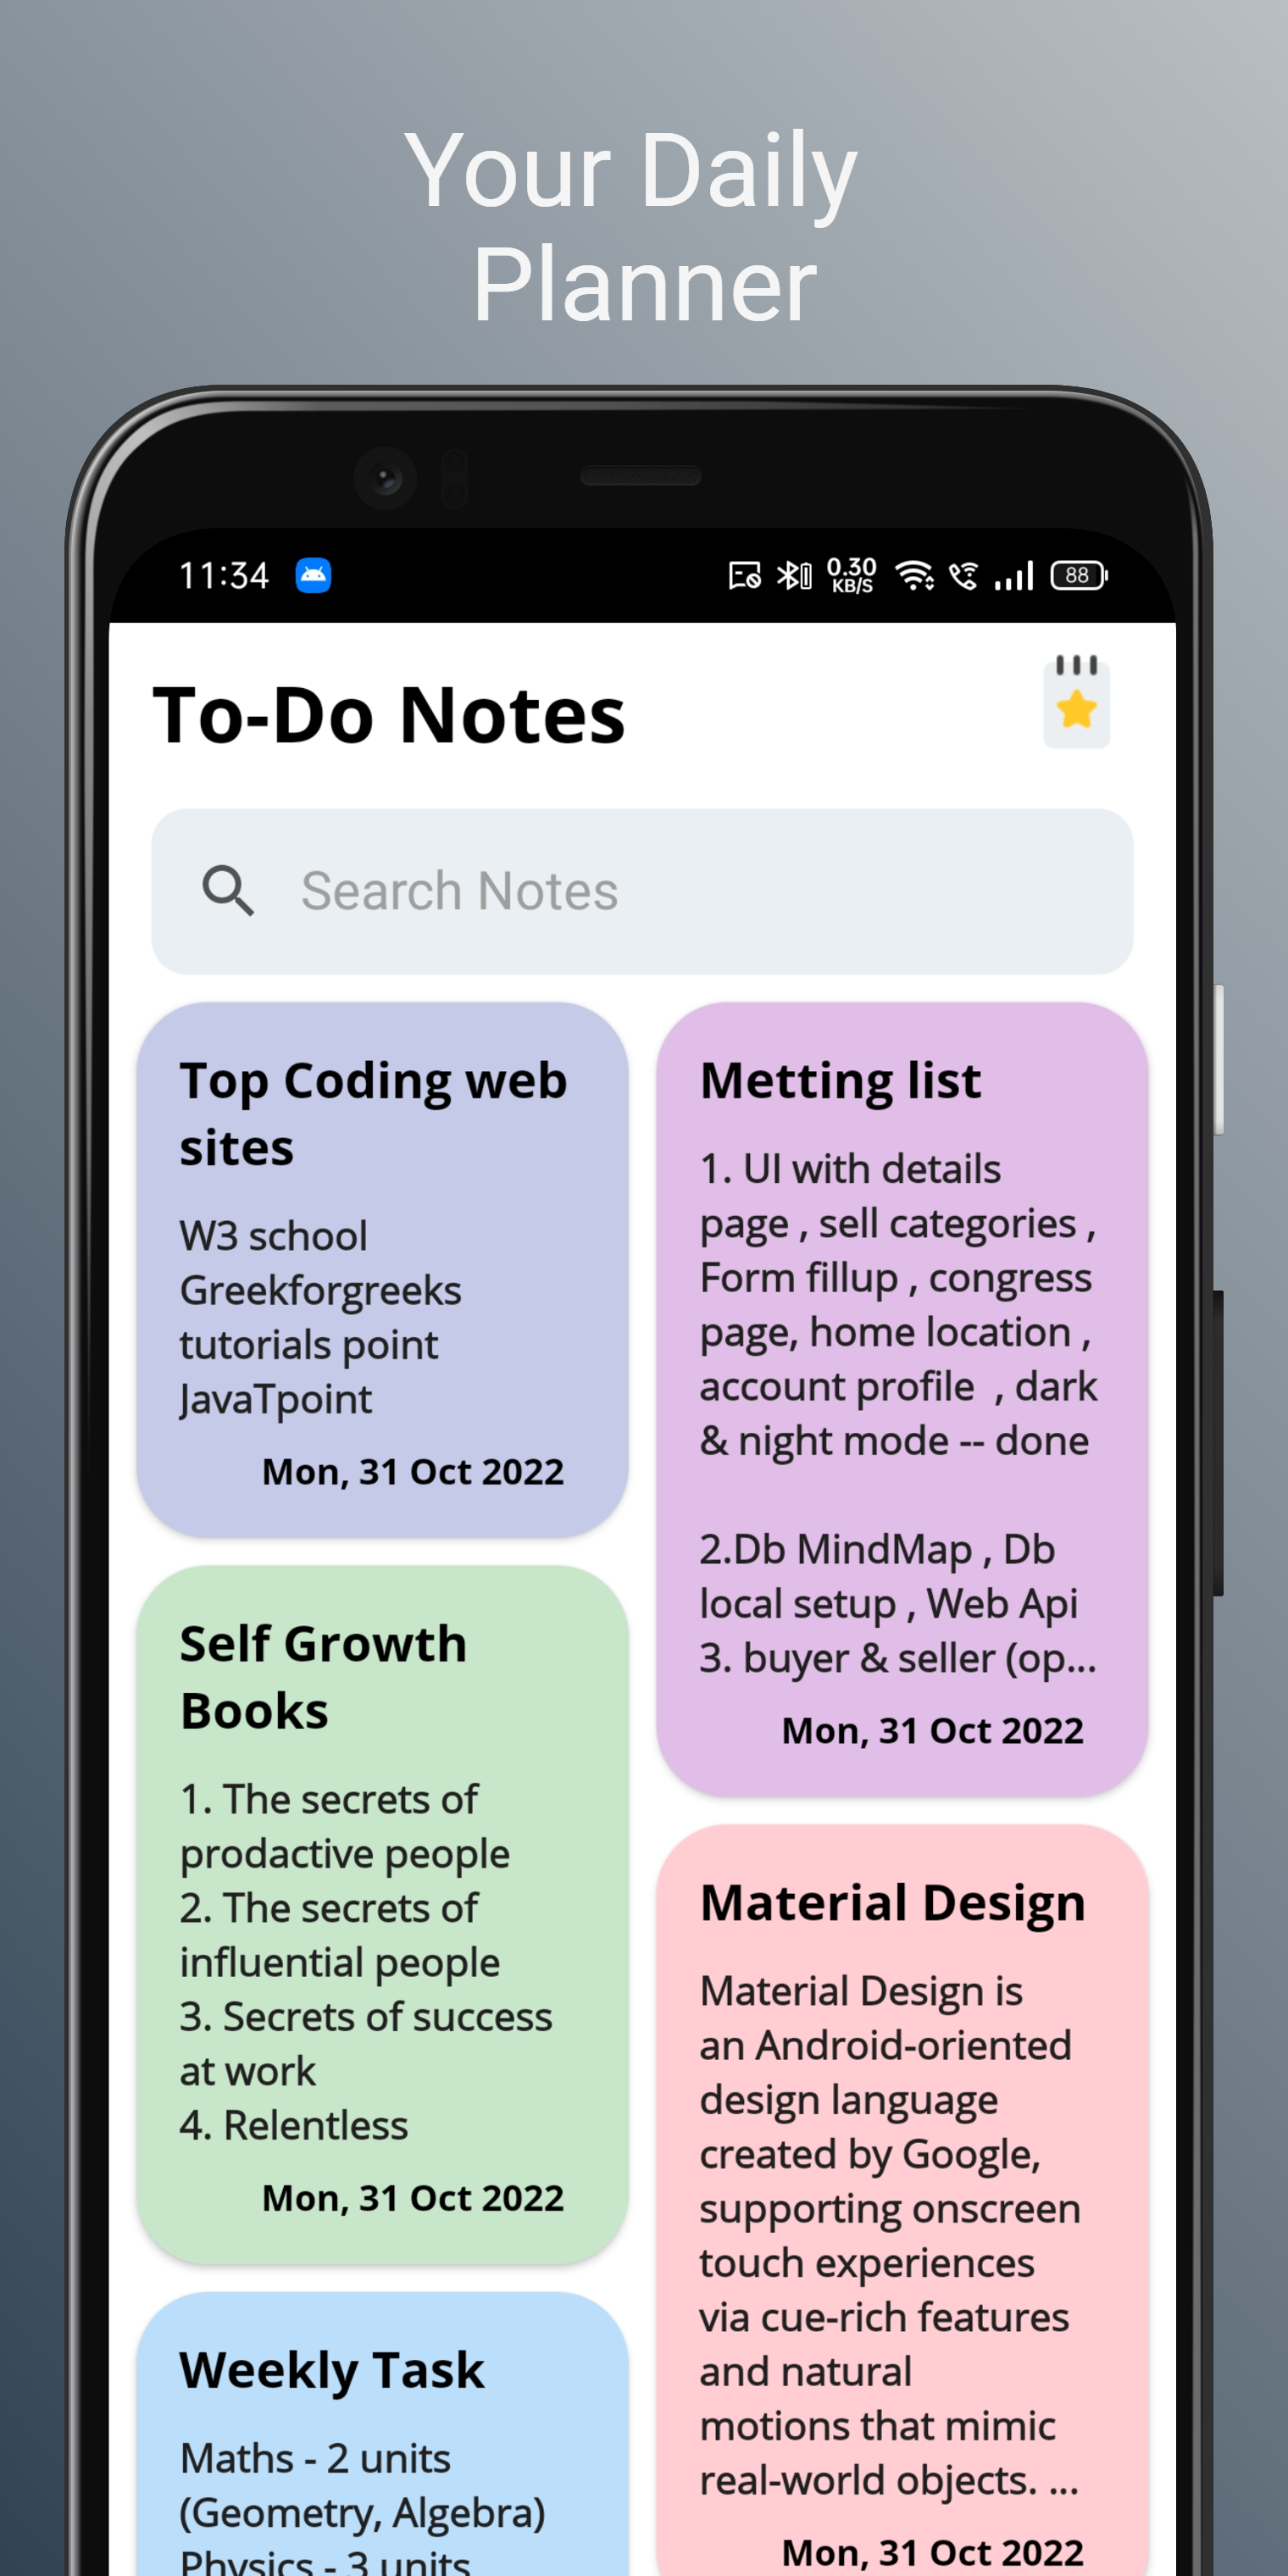 Your Daily
Planner
11:34
0.30
KB/S
88
To-Do Notes
Search Notes
Top Coding web
sites
W3 school
Greekforgreeks
tutorials point
JavaTpoint
Mon, 31 Oct 2022
Self Growth
Books
1. The secrets of
prodactive people
2. The secrets of
influential people
3. Secrets of success
at work
4. Relentless
Mon, 31 Oct 2022
Weekly Task
Maths - 2 units
(Geometry, Algebra)
Physics - 3 units
Metting list
1. UI with details
page , sell categories ,
Form fillup , congress
page, home location ,
account profile  , dark
& night mode -- done
2.Db MindMap , Db
local setup , Web Api
3. buyer & seller (op...
Mon, 31 Oct 2022
Material Design
Material Design is
an Android-oriented
design language
created by Google,
supporting onscreen
touch experiences
via cue-rich features
and natural
motions that mimic
real-world objects. ...
Mon, 31 Oct 2022